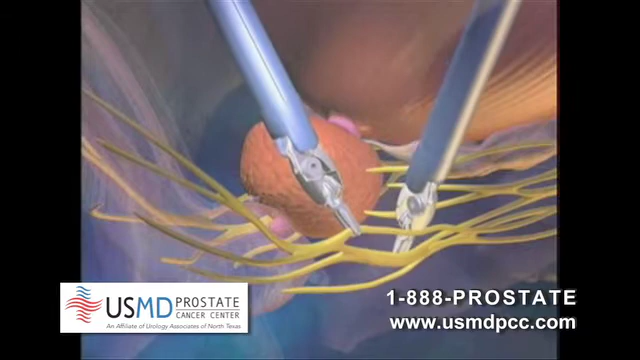 USMD PROSTATE
CANCER CENTER
An Affiliate of Urology Associates of North Texas
1-888-PROSTATE
www.usmdpcc.com